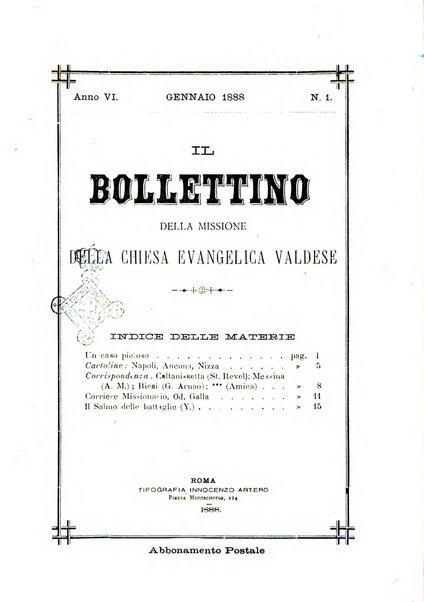 Anno VI. GENNAIO 1888 N. 1.
IL
BOLLETTINO
DELLA MISSIONE
DELLA CHIESA EVANGELICA VALDESE
INDICE DELLE MATERIE
Un caso pietoso . . . . . . . . . . . . pag. 1
Cartoline: Napoli, Ancona, Nizza . . . . . . » 5
Corrispondenza. Caltanissetta (St. Revel); Messina
(A. M.); Riesi (G. Arnao); *** (Amica) . . . » 8
Corriere Missionario, Od. Galla . . . . . . » 11
Il Salmo delle battaglie (Y.) . . . . . . . » 15
ROMA
TIPOGRAFIA INNOCENZO ARTERO
Piazza Montecitorio, 124
1888.
Abbonamento Postale